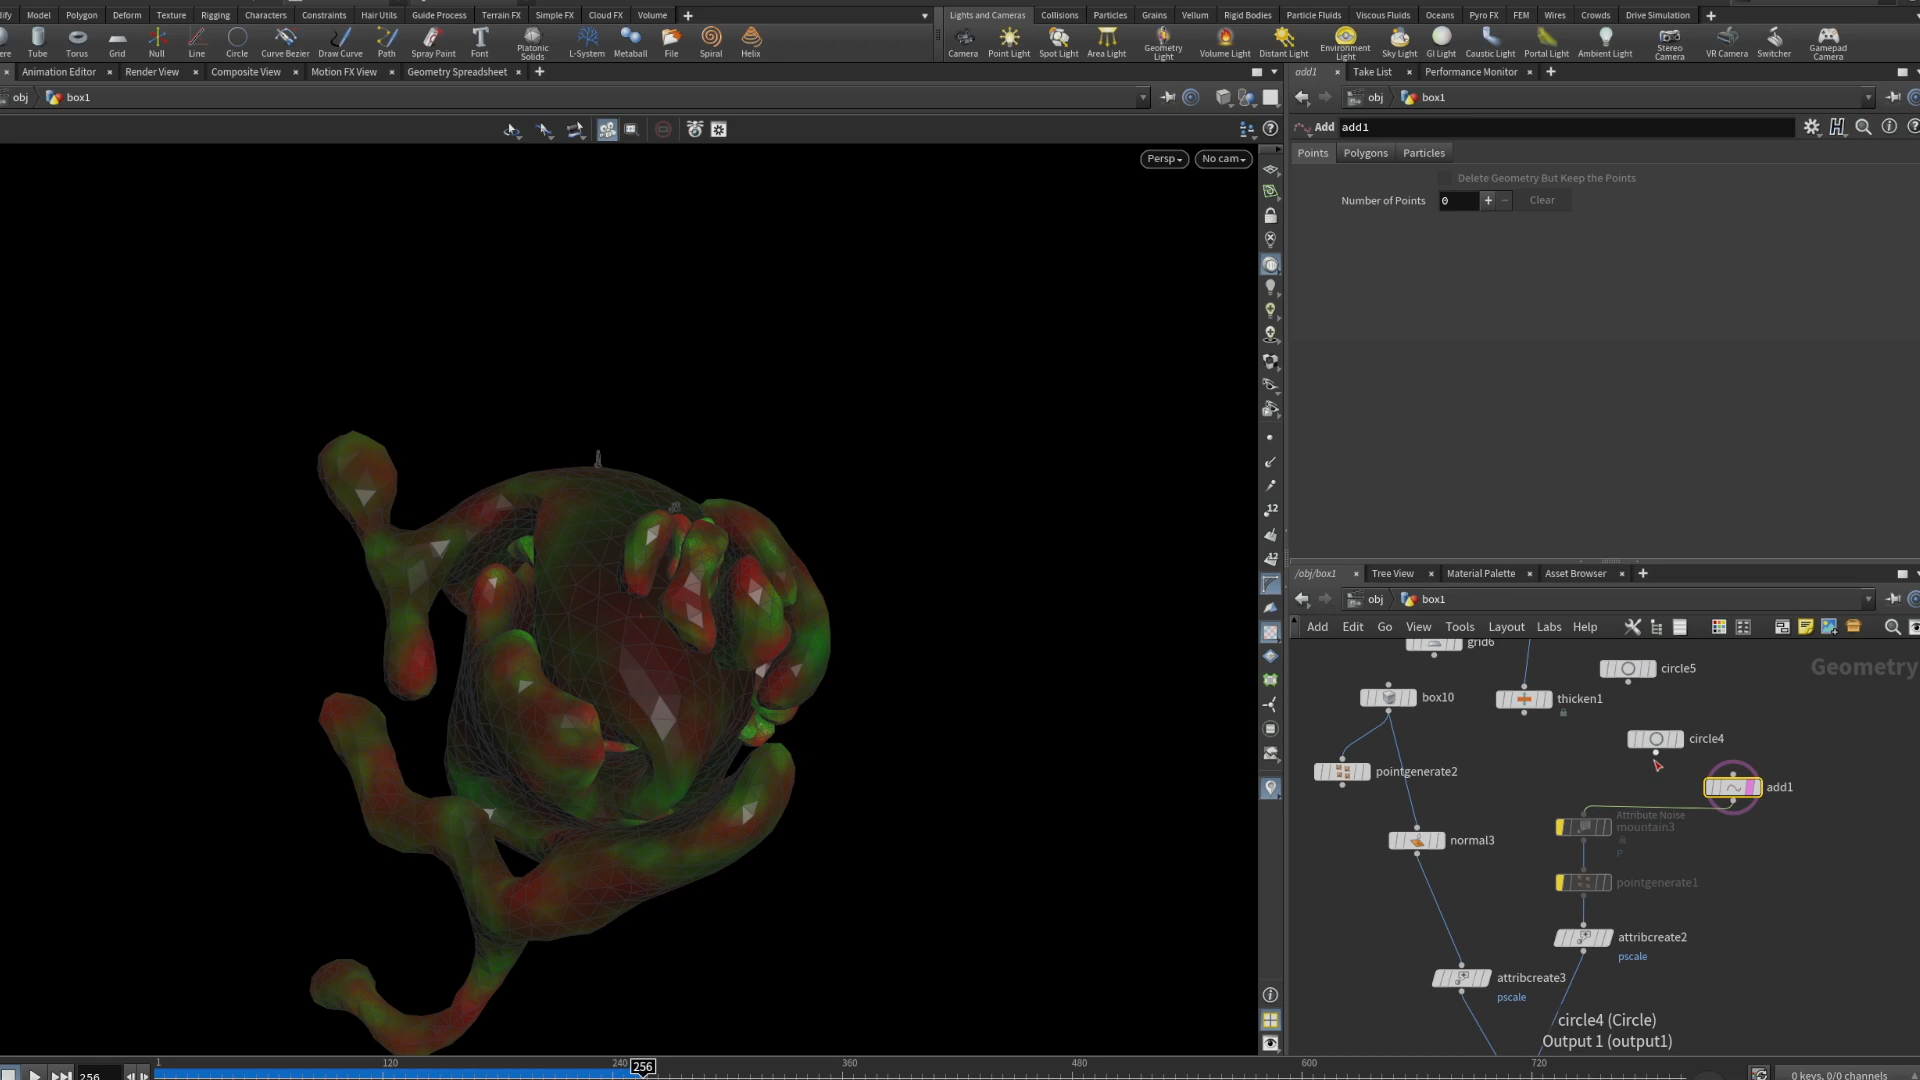 dify Model Polygon Deform Texture Rigging Characters Constraints Hair Utils Guide Process Terrain FX Simple FX Cloud FX Volume
Lights and Cameras Collisions Particles Grains Vellum Rigid Bodies Particle Fluids Viscous Fluids Oceans Pyro FX FEM Wires Crowds Drive Simulation
ere Tube Torus Grid Null Line Circle Curve Bezier Draw Curve Path Spray Paint Font Platonic Solids L-System Metaball File Spiral Helix
Camera Point Light Spot Light Area Light Geometry Light Volume Light Distant Light Environment Light Sky Light GI Light Caustic Light Portal Light Ambient Light Stereo Camera VR Camera Switcher Gamepad Camera
Animation Editor Render View Composite View Motion FX View Geometry Spreadsheet
add1 Take List Performance Monitor
obj box1
obj box1
Add add1
Points Polygons Particles
Persp No cam
Delete Geometry But Keep the Points
Number of Points 0 Clear
12
12
/obj/box1 Tree View Material Palette Asset Browser
obj box1
Add Edit Go View Tools Layout Labs Help
Geometry
grid6
circle5
box10
thicken1
circle4
pointgenerate2
add1
Attribute Noise
mountain3
P
normal3
pointgenerate1
attribcreate2
pscale
attribcreate3
pscale
circle4 (Circle)
Output 1 (output1)
1 120 240 256 360 480 600 720
256
0 keys, 0/0 channels